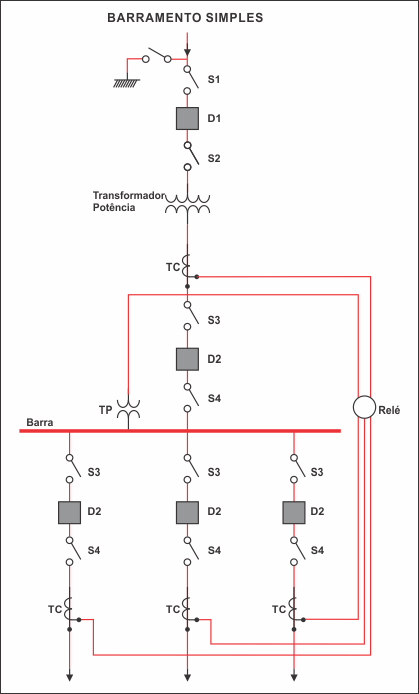 BARRAMENTO SIMPLES
S1
D1
S2
Transformador
Potência
TC
S3
D2
S4
TP
Relé
Barra
S3 S3 S3
D2 D2 D2
S4 S4 S4
TC TC TC